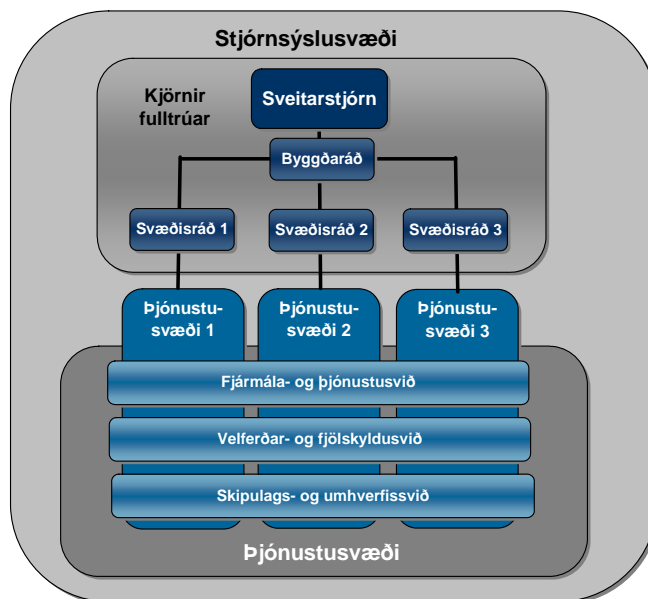 Stjórnsýslusvæði
Kjörnir
fulltrúar
Sveitarstjórn
Byggðaráð
Svæðisráð 1
Svæðisráð 2
Svæðisráð 3
Þjónustu-
svæði 1
Þjónustu-
svæði 2
Þjónustu-
svæði 3
Fjármála- og þjónustusvið
Velferðar- og fjölskyldusvið
Skipulags- og umhverfissvið
Þjónustusvæði